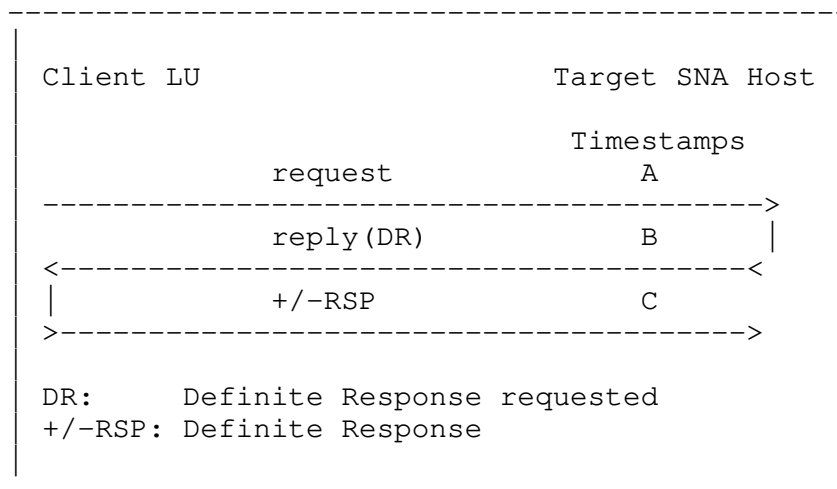 Client LU Target SNA Host
Timestamps
request A
reply(DR) B
+/-RSP C
DR: Definite Response requested
+/-RSP: Definite Response